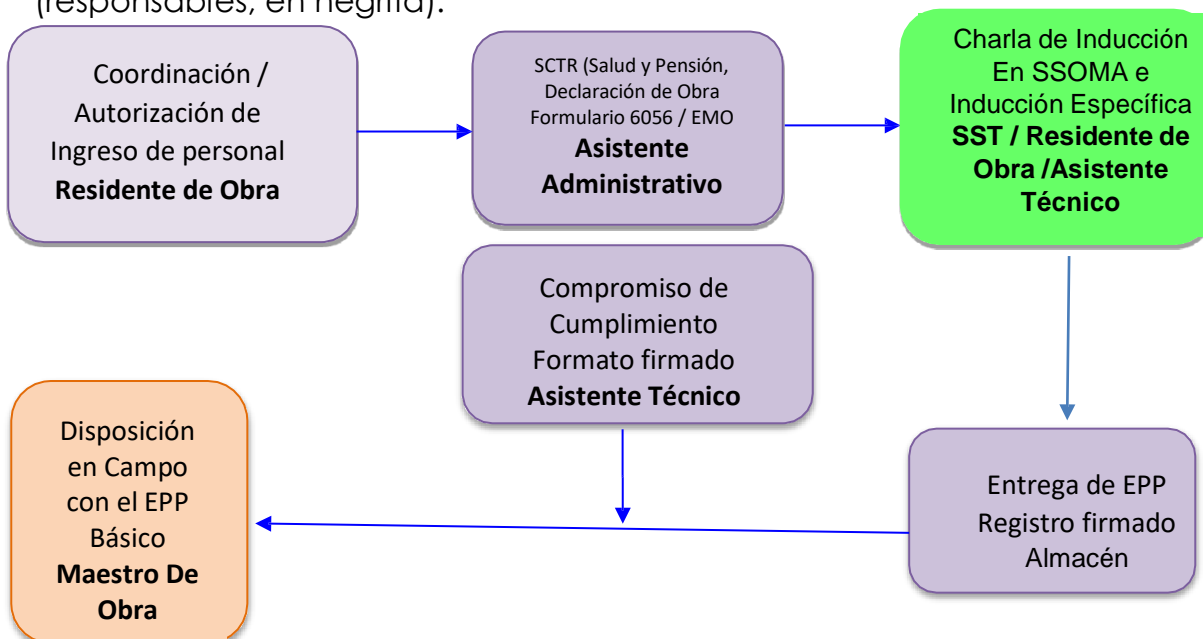 (responsables, en negrita):
Coordinación /
Autorización de
Ingreso de personal
Residente de Obra
SCTR (Salud y Pensión,
Declaración de Obra
Formulario 6056 / EMO
Asistente
Administrativo
Charla de Inducción
En SSOMA e
Inducción Específica
SST / Residente de
Obra /Asistente
Técnico
Compromiso de
Cumplimiento
Formato firmado
Asistente Técnico
Disposición
en Campo
con el EPP
Básico
Maestro De
Obra
Entrega de EPP
Registro firmado
Almacén